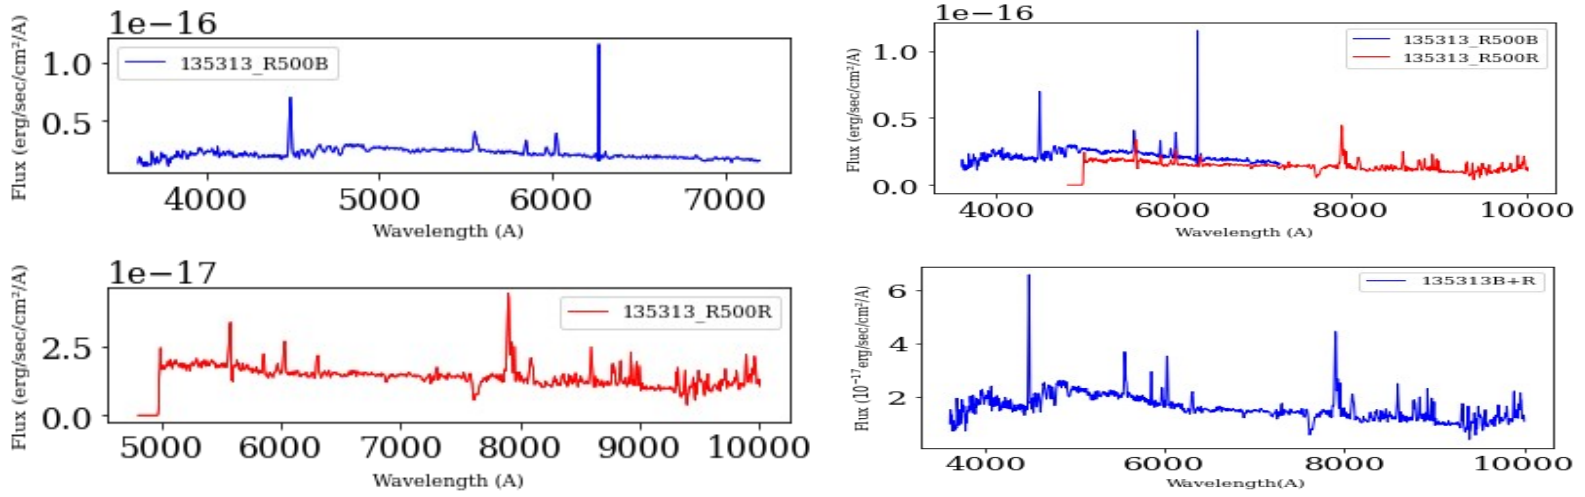 1e−16
135313_R500B
1.0
0.5
4000 5000 6000 7000
Wavelength (A)
Flux (erg/sec/cm²/A)
1e−16
135313_R500B
135313_R500R
1.0
0.5
0.0
4000 6000 8000 10000
Wavelength (A)
Flux (erg/sec/cm²/A)
1e−17
135313_R500R
2.5
0.0
5000 6000 7000 8000 9000 10000
Wavelength (A)
Flux (erg/sec/cm²/A)
135313B+R
6
4
2
4000 6000 8000 10000
Wavelength(A)
Flux (10⁻¹⁷erg/sec/cm²/A)